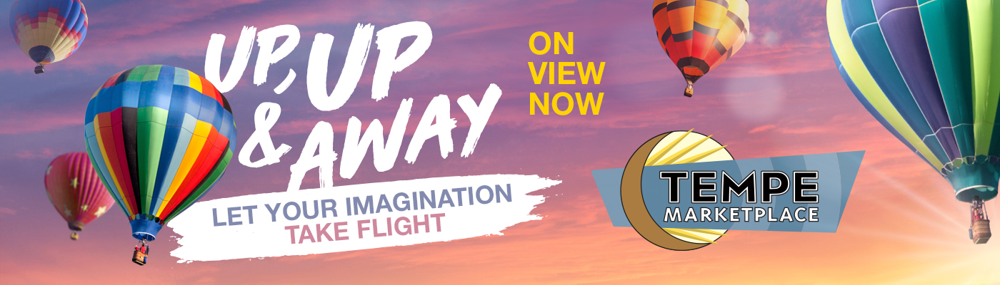 UP, UP
& AWAY
LET YOUR IMAGINATION
TAKE FLIGHT
ON
VIEW
NOW
TEMPE
MARKETPLACE